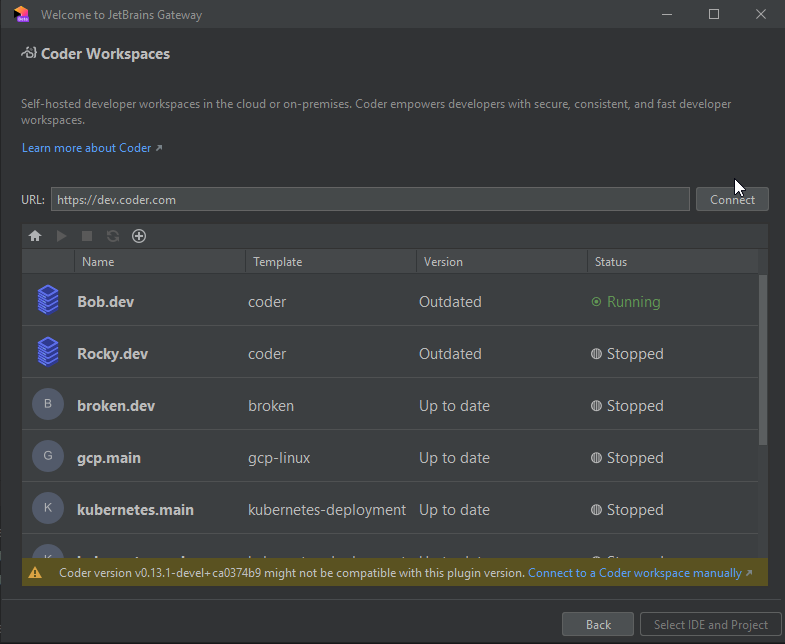 Welcome to JetBrains Gateway
Coder Workspaces
Self-hosted developer workspaces in the cloud or on-premises. Coder empowers developers with secure, consistent, and fast developer
workspaces.
Learn more about Coder ↗
URL: https://dev.coder.com Connect
Name Template Version Status
Bob.dev coder Outdated Running
Rocky.dev coder Outdated Stopped
B broken.dev broken Up to date Stopped
G gcp.main gcp-linux Up to date Stopped
K kubernetes.main kubernetes-deployment Up to date Stopped
Coder version v0.13.1-devel+ca0374b9 might not be compatible with this plugin version. Connect to a Coder workspace manually ↗
Back Select IDE and Project